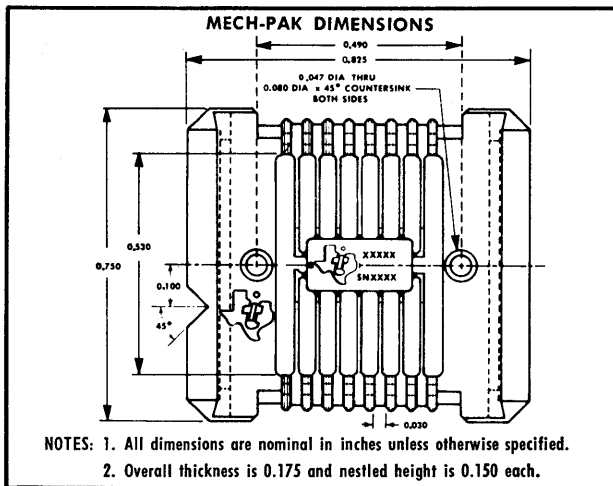 MECH-PAK DIMENSIONS
0.490
0.825
0.047 DIA THRU
0.080 DIA x 45° COUNTERSINK
BOTH SIDES
0.530
0.750
0.100
45°
XXXXX
SNXXXX
0.030
NOTES: 1. All dimensions are nominal in inches unless otherwise specified.
2. Overall thickness is 0.175 and nestled height is 0.150 each.